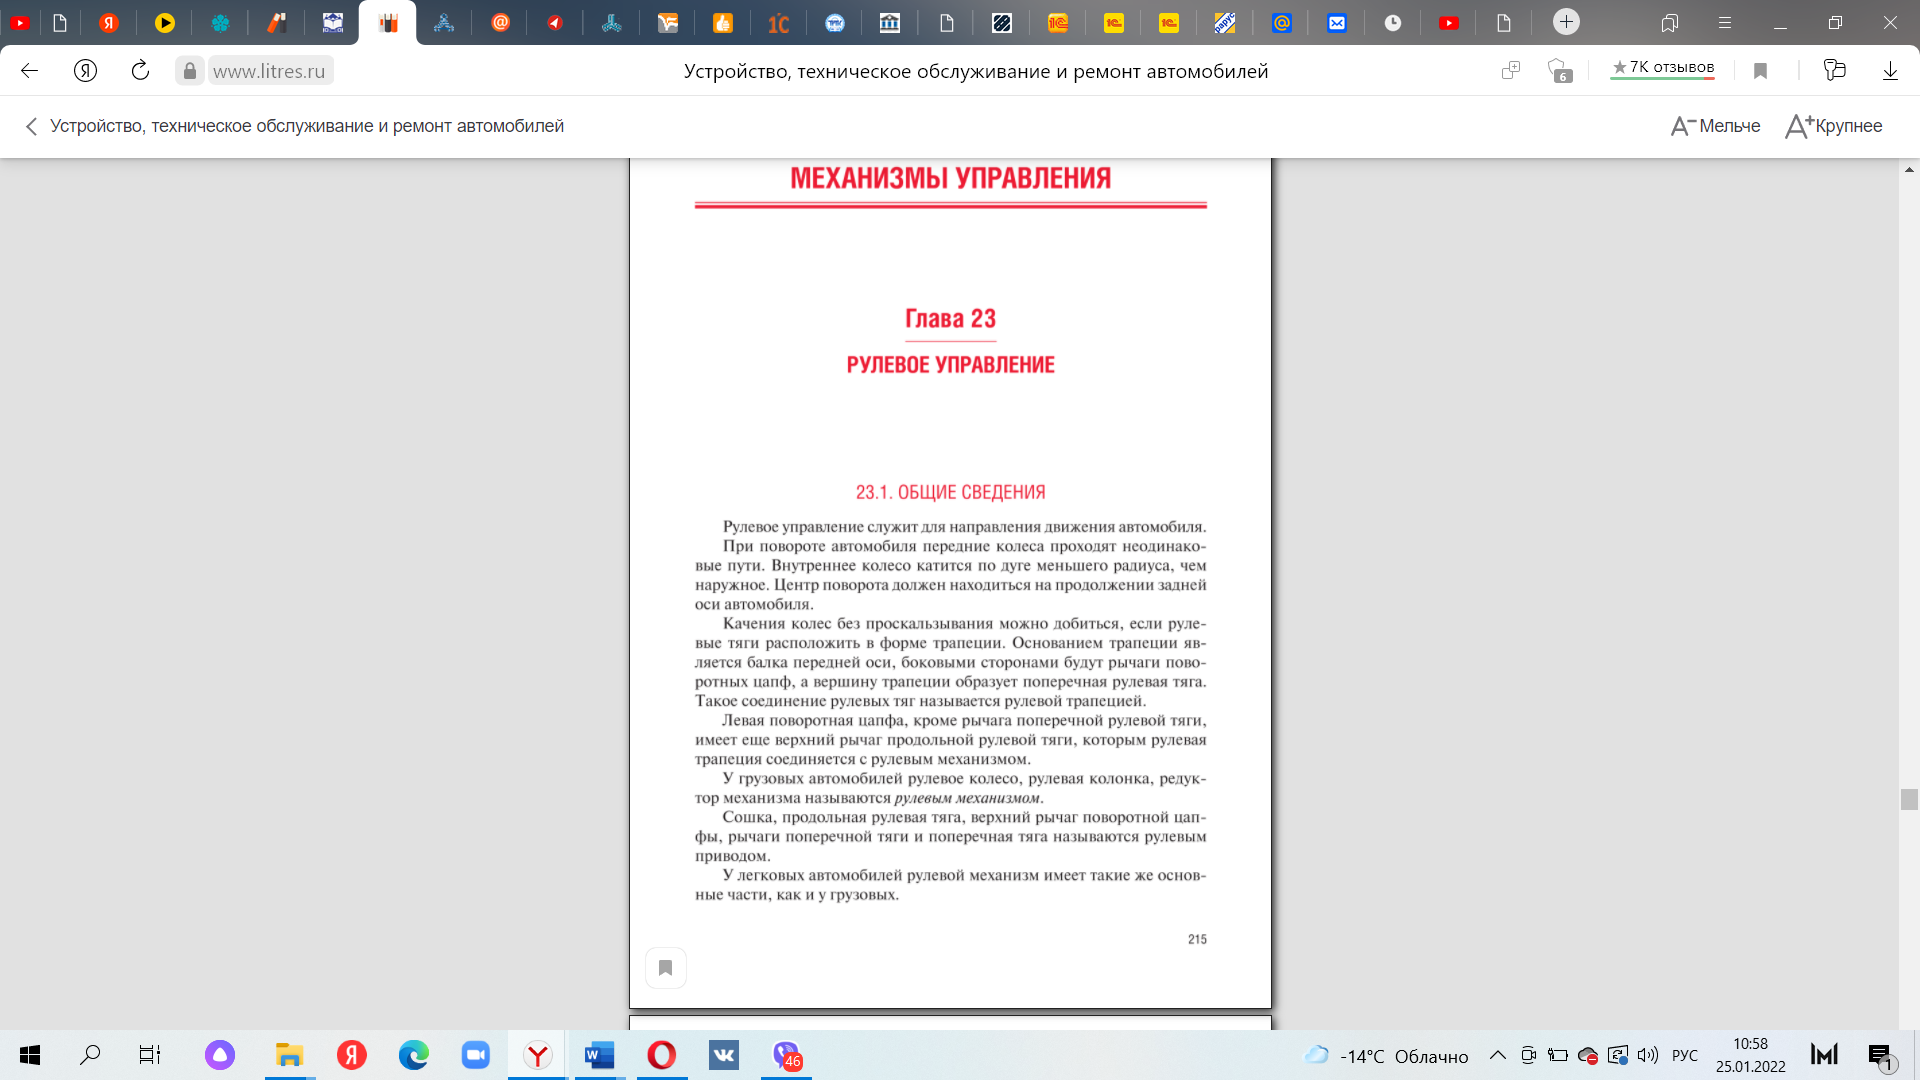 www.litres.ru
Устройство, техническое обслуживание и ремонт автомобилей
6
★7К отзывов
Устройство, техническое обслуживание и ремонт автомобилей
А− Мельче
А+ Крупнее
МЕХАНИЗМЫ УПРАВЛЕНИЯ
Глава 23
РУЛЕВОЕ УПРАВЛЕНИЕ
23.1. ОБЩИЕ СВЕДЕНИЯ
Рулевое управление служит для направления движения автомобиля.
При повороте автомобиля передние колеса проходят неодинако-
вые пути. Внутреннее колесо катится по дуге меньшего радиуса, чем
наружное. Центр поворота должен находиться на продолжении задней
оси автомобиля.
Качения колес без проскальзывания можно добиться, если руле-
вые тяги расположить в форме трапеции. Основанием трапеции яв-
ляется балка передней оси, боковыми сторонами будут рычаги пово-
ротных цапф, а вершину трапеции образует поперечная рулевая тяга.
Такое соединение рулевых тяг называется рулевой трапецией.
Левая поворотная цапфа, кроме рычага поперечной рулевой тяги,
имеет еще верхний рычаг продольной рулевой тяги, которым рулевая
трапеция соединяется с рулевым механизмом.
У грузовых автомобилей рулевое колесо, рулевая колонка, редук-
тор механизма называются рулевым механизмом.
Сошка, продольная рулевая тяга, верхний рычаг поворотной цап-
фы, рычаги поперечной тяги и поперечная тяга называются рулевым
приводом.
У легковых автомобилей рулевой механизм имеет такие же основ-
ные части, как и у грузовых.
215
46
-14°C Облачно
РУС
10:58
25.01.2022
1